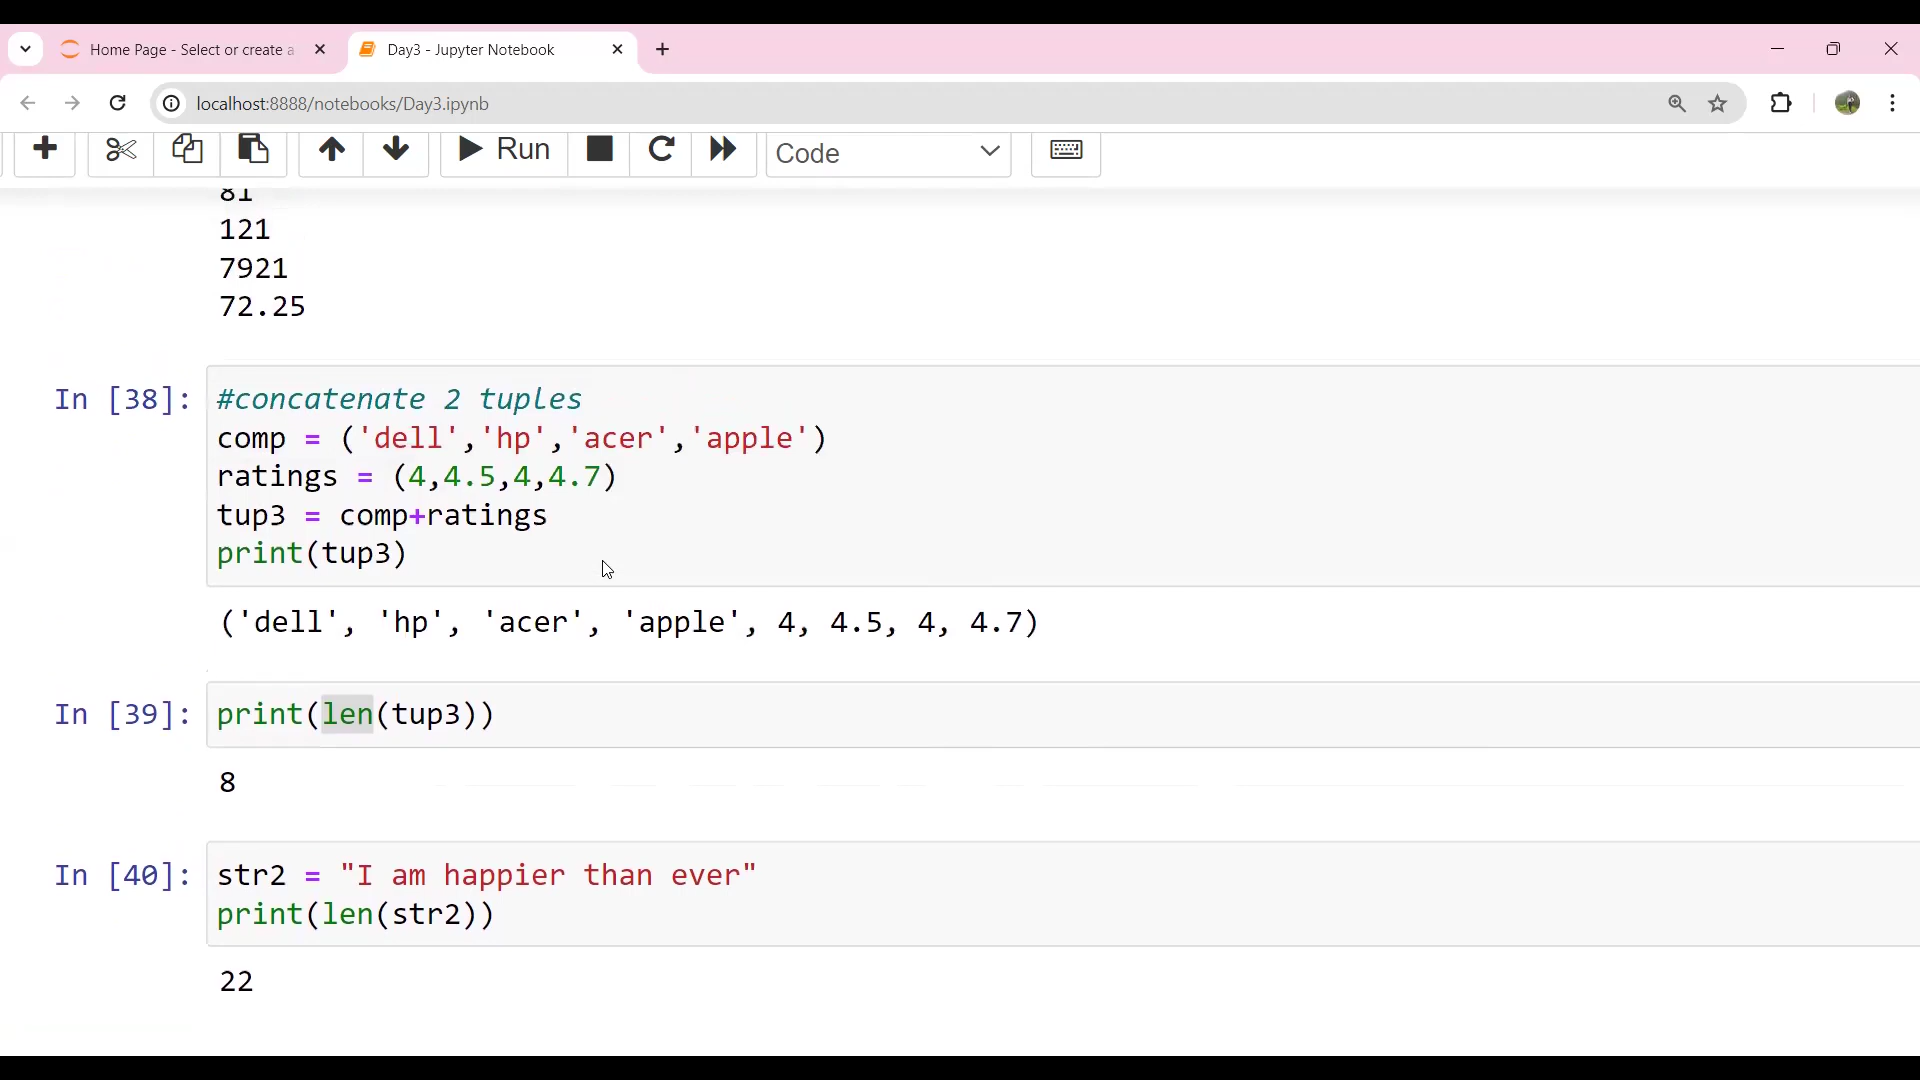 Home Page - Select or create a
Day3 - Jupyter Notebook
localhost:8888/notebooks/Day3.ipynb
Run
Code
81
121
7921
72.25
In [38]:
#concatenate 2 tuples
comp = ('dell','hp','acer','apple')
ratings = (4,4.5,4,4.7)
tup3 = comp+ratings
print(tup3)
('dell', 'hp', 'acer', 'apple', 4, 4.5, 4, 4.7)
In [39]:
print(len(tup3))
8
In [40]:
str2 = "I am happier than ever"
print(len(str2))
22